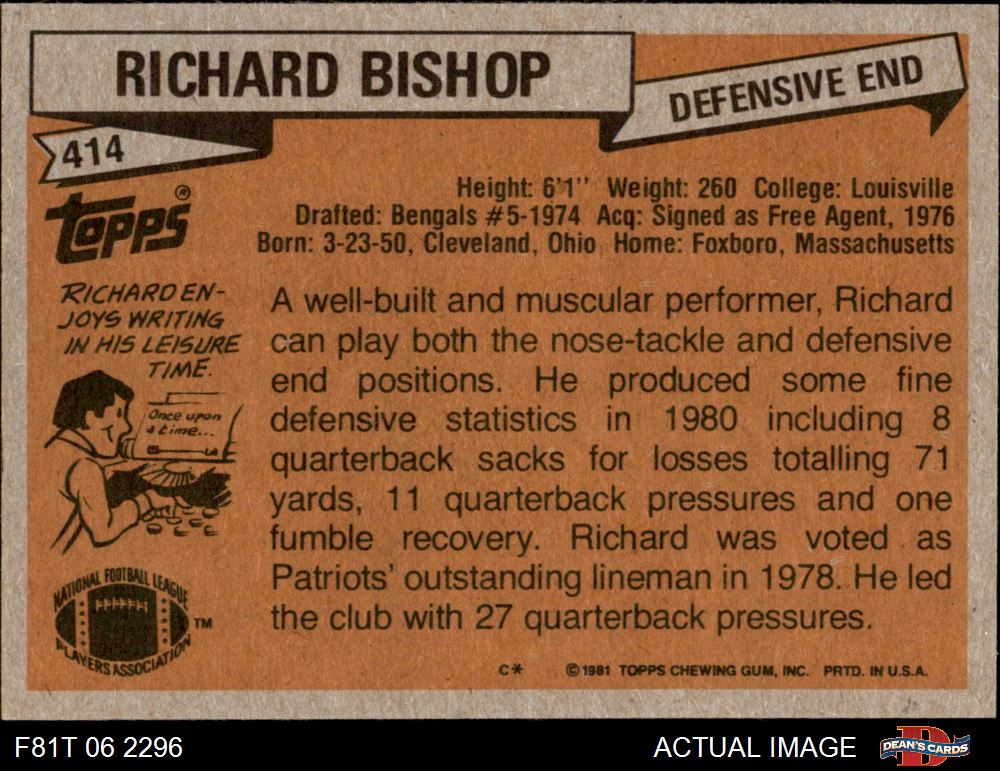 RICHARD BISHOP
DEFENSIVE END
414
TOPPS®
Height: 6'1'' Weight: 260 College: Louisville
Drafted: Bengals #5-1974 Acq: Signed as Free Agent, 1976
Born: 3-23-50, Cleveland, Ohio Home: Foxboro, Massachusetts
RICHARD EN-
JOYS WRITING
IN HIS LEISURE
TIME.
Once upon
a time...
A well-built and muscular performer, Richard
can play both the nose-tackle and defensive
end positions. He produced some fine
defensive statistics in 1980 including 8
quarterback sacks for losses totalling 71
yards, 11 quarterback pressures and one
fumble recovery. Richard was voted as
Patriots' outstanding lineman in 1978. He led
the club with 27 quarterback pressures.
NATIONAL FOOTBALL LEAGUE
PLAYERS ASSOCIATION
TM
C* ©1981 TOPPS CHEWING GUM, INC. PRTD. IN U.S.A.
F81T 06 2296
ACTUAL IMAGE
DEAN'S CARDS